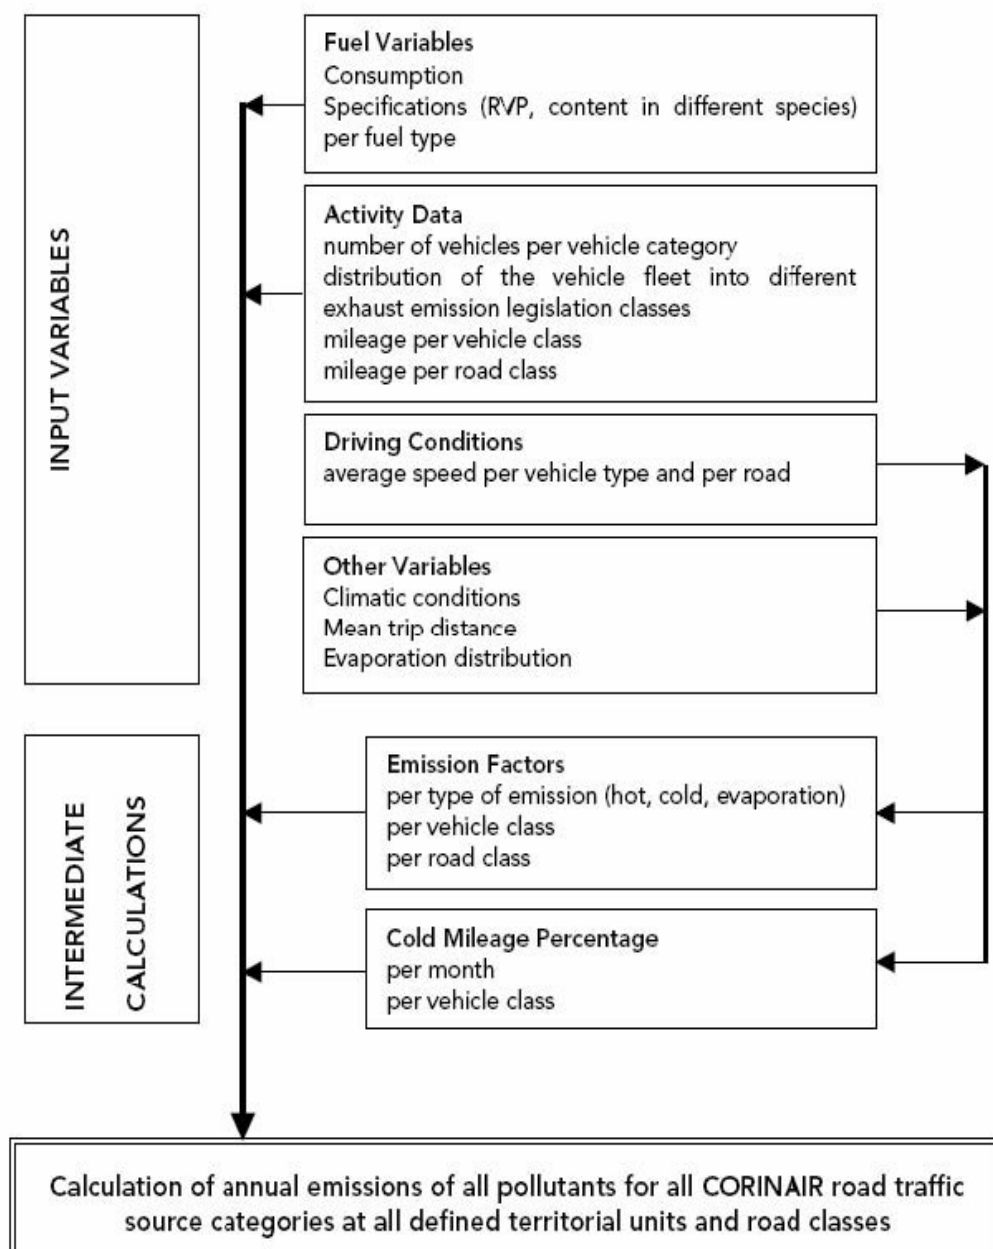 INPUT VARIABLES
Fuel Variables
Consumption
Specifications (RVP, content in different species)
per fuel type
Activity Data
number of vehicles per vehicle category
distribution of the vehicle fleet into different
exhaust emission legislation classes
mileage per vehicle class
mileage per road class
Driving Conditions
average speed per vehicle type and per road
Other Variables
Climatic conditions
Mean trip distance
Evaporation distribution
INTERMEDIATE
CALCULATIONS
Emission Factors
per type of emission (hot, cold, evaporation)
per vehicle class
per road class
Cold Mileage Percentage
per month
per vehicle class
Calculation of annual emissions of all pollutants for all CORINAIR road traffic
source categories at all defined territorial units and road classes